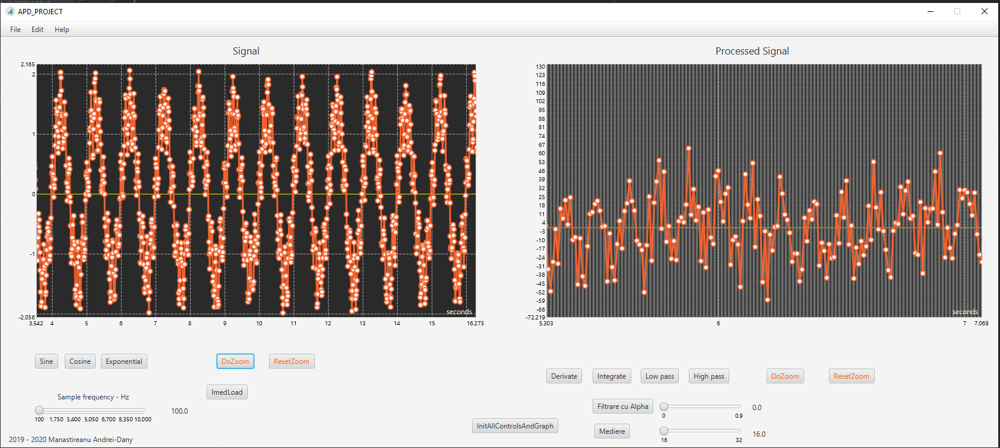 APD_PROJECT
File Edit Help
Signal
2.165
2
1
0
-1
-2.056
seconds
3.542 4 5 6 7 8 9 10 11 12 13 14 15 16.273
Processed Signal
130
123
116
109
102
95
88
81
74
67
60
53
46
39
32
25
18
11
4
-3
-10
-17
-24
-31
-38
-45
-52
-59
-66
-72.219
seconds
5.303 6 7 7.068
Sine Cosine Exponential DoZoom ResetZoom
ImedLoad
Sample frequency - Hz
100.0
100 1,750 3,400 5,050 6,700 8,350 10,000
Derivate Integrate Low pass High pass DoZoom ResetZoom
Filtrare cu Alpha 0.0
0 0.9
InitAllControlsAndGraph
Mediere 16.0
16 32
2019 - 2020 Manastireanu Andrei-Dany